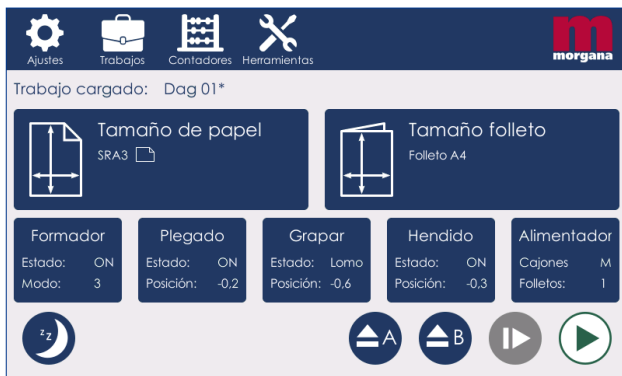 Ajustes
Trabajos
Contadores
Herramientas
morgana
Trabajo cargado: Dag 01*
Tamaño de papel
SRA3
Tamaño folleto
Folleto A4
Formador
Estado: ON
Modo: 3
Plegado
Estado: ON
Posición: -0,2
Grapar
Estado: Lomo
Posición: -0,6
Hendido
Estado: ON
Posición: -0,3
Alimentador
Cajones M
Folletos: 1
z z
A
B